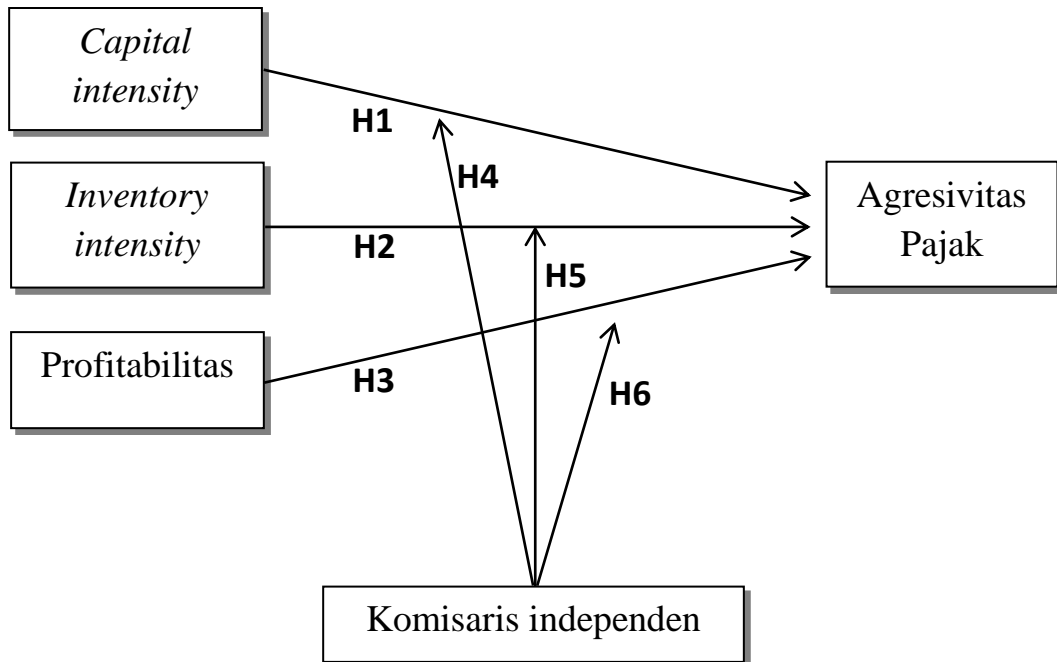 Capital
intensity
H1
H4
Inventory
intensity
H2
H5
Agresivitas
Pajak
Profitabilitas
H3
H6
Komisaris independen